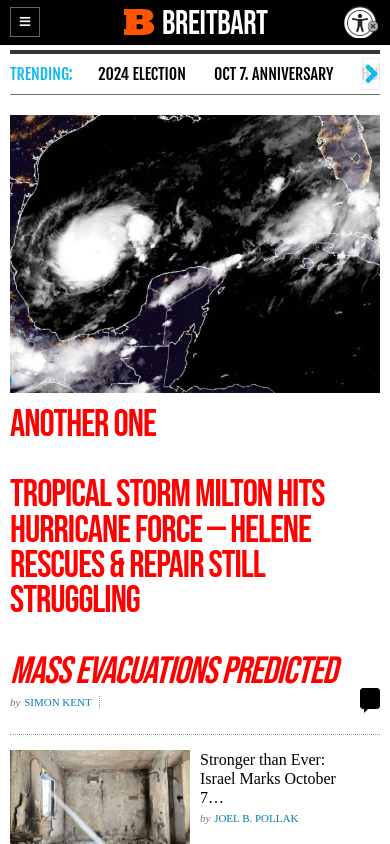 BREITBART
TRENDING:
2024 ELECTION
OCT 7. ANNIVERSARY
ANOTHER ONE
TROPICAL STORM MILTON HITS
HURRICANE FORCE — HELENE
RESCUES & REPAIR STILL
STRUGGLING
MASS EVACUATIONS PREDICTED
by SIMON KENT
Stronger than Ever:
Israel Marks October
7…
by JOEL B. POLLAK